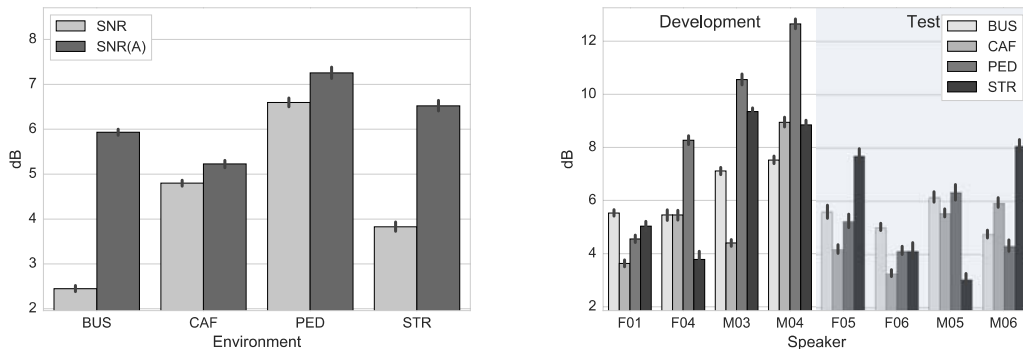 SNR
SNR(A)
8
7
6
5
4
3
2
dB
BUS CAF PED STR
Environment
Development Test
BUS
CAF
PED
STR
12
10
8
6
4
2
dB
F01 F04 M03 M04 F05 F06 M05 M06
Speaker